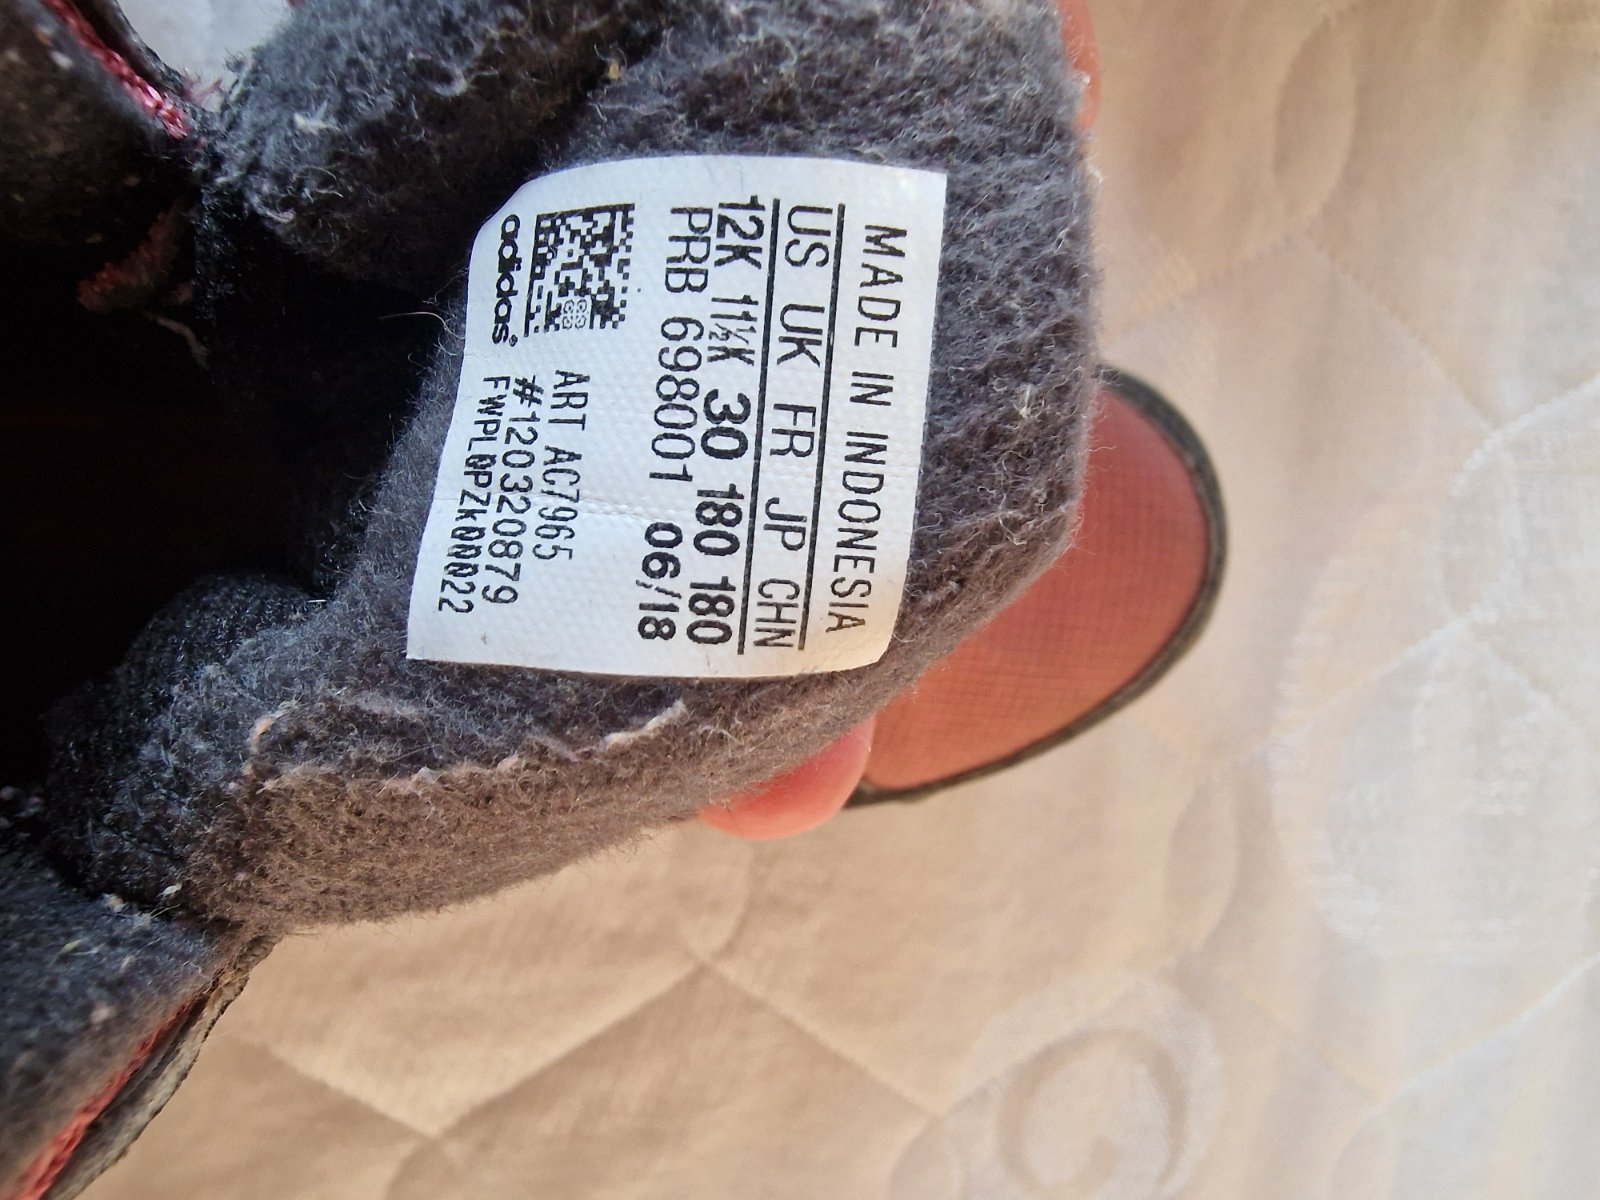 MADE IN INDONESIA
US UK FR JP CHN
12K 11½K 30 180 180
PRB 698001 06/18
ART AC7965
#120320879
FWPLQPZK00022
adidas